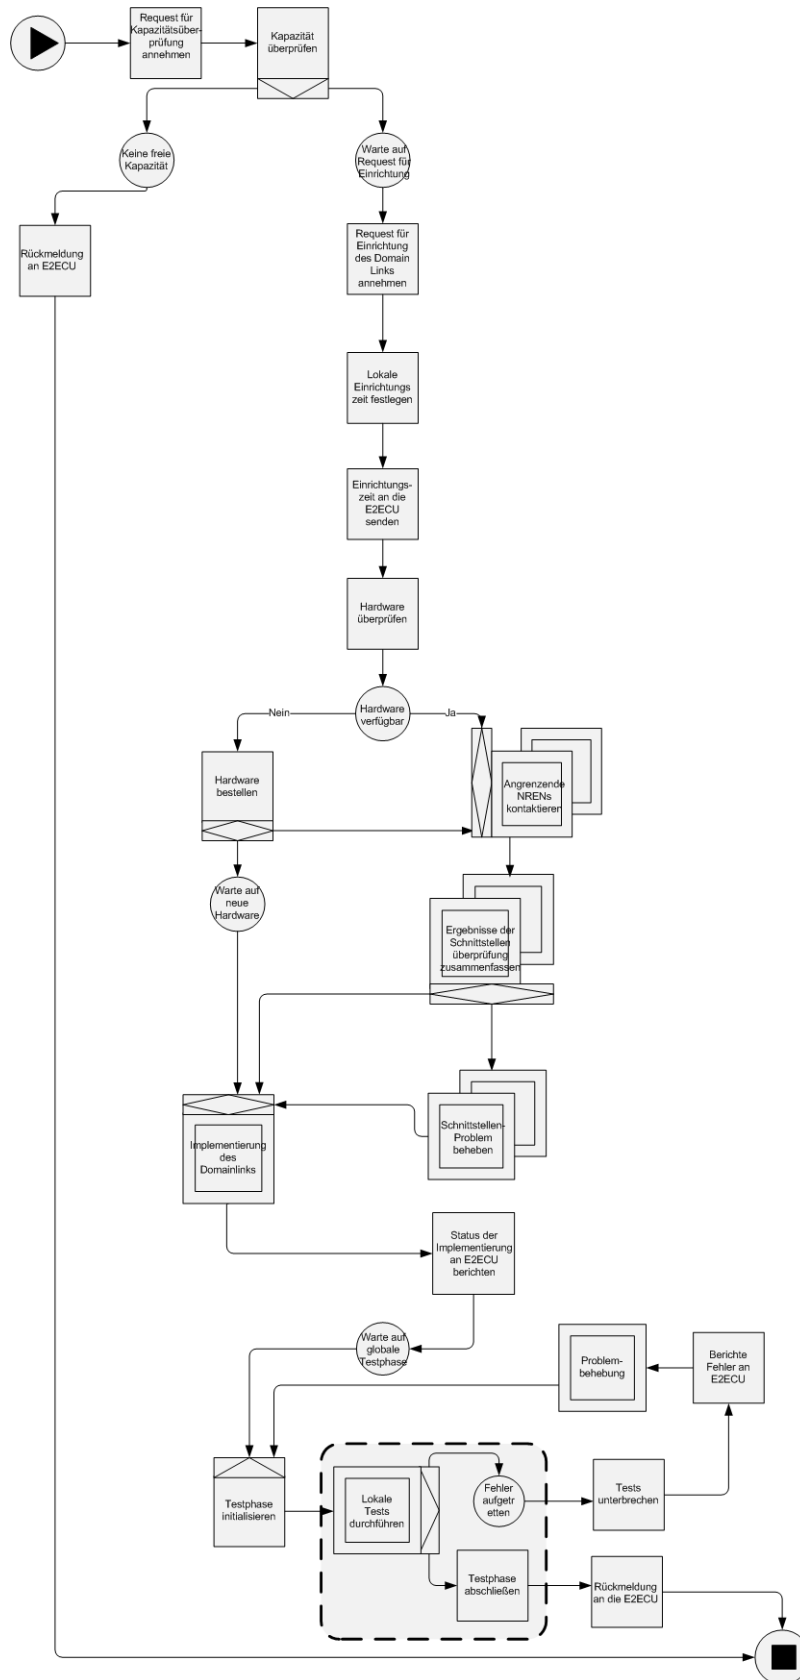 Request für
Kapazitätsüber-
prüfung
annehmen
Kapazität
überprüfen
Keine freie
Kapazität
Warte auf
Request für
Einrichtung
Rückmeldung
an E2ECU
Request für
Einrichtung
des Domain
Links
annehmen
Lokale
Einrichtungs
zeit festlegen
Einrichtungs-
zeit an die
E2ECU
senden
Hardware
überprüfen
Hardware
verfügbar
Nein
Ja
Hardware
bestellen
Angrenzende
NRENs
kontaktieren
Warte auf
neue
Hardware
Ergebnisse der
Schnittstellen
überprüfung
zusammenfassen
Implementierung
des
Domainlinks
Schnittstellen-
Problem
beheben
Status der
Implementierung
an E2ECU
berichten
Warte auf
globale
Testphase
Problem-
behebung
Berichte
Fehler an
E2ECU
Testphase
initialisieren
Lokale
Tests
durchführen
Fehler
aufgetr
etten
Tests
unterbrechen
Testphase
abschließen
Rückmeldung
an die E2ECU